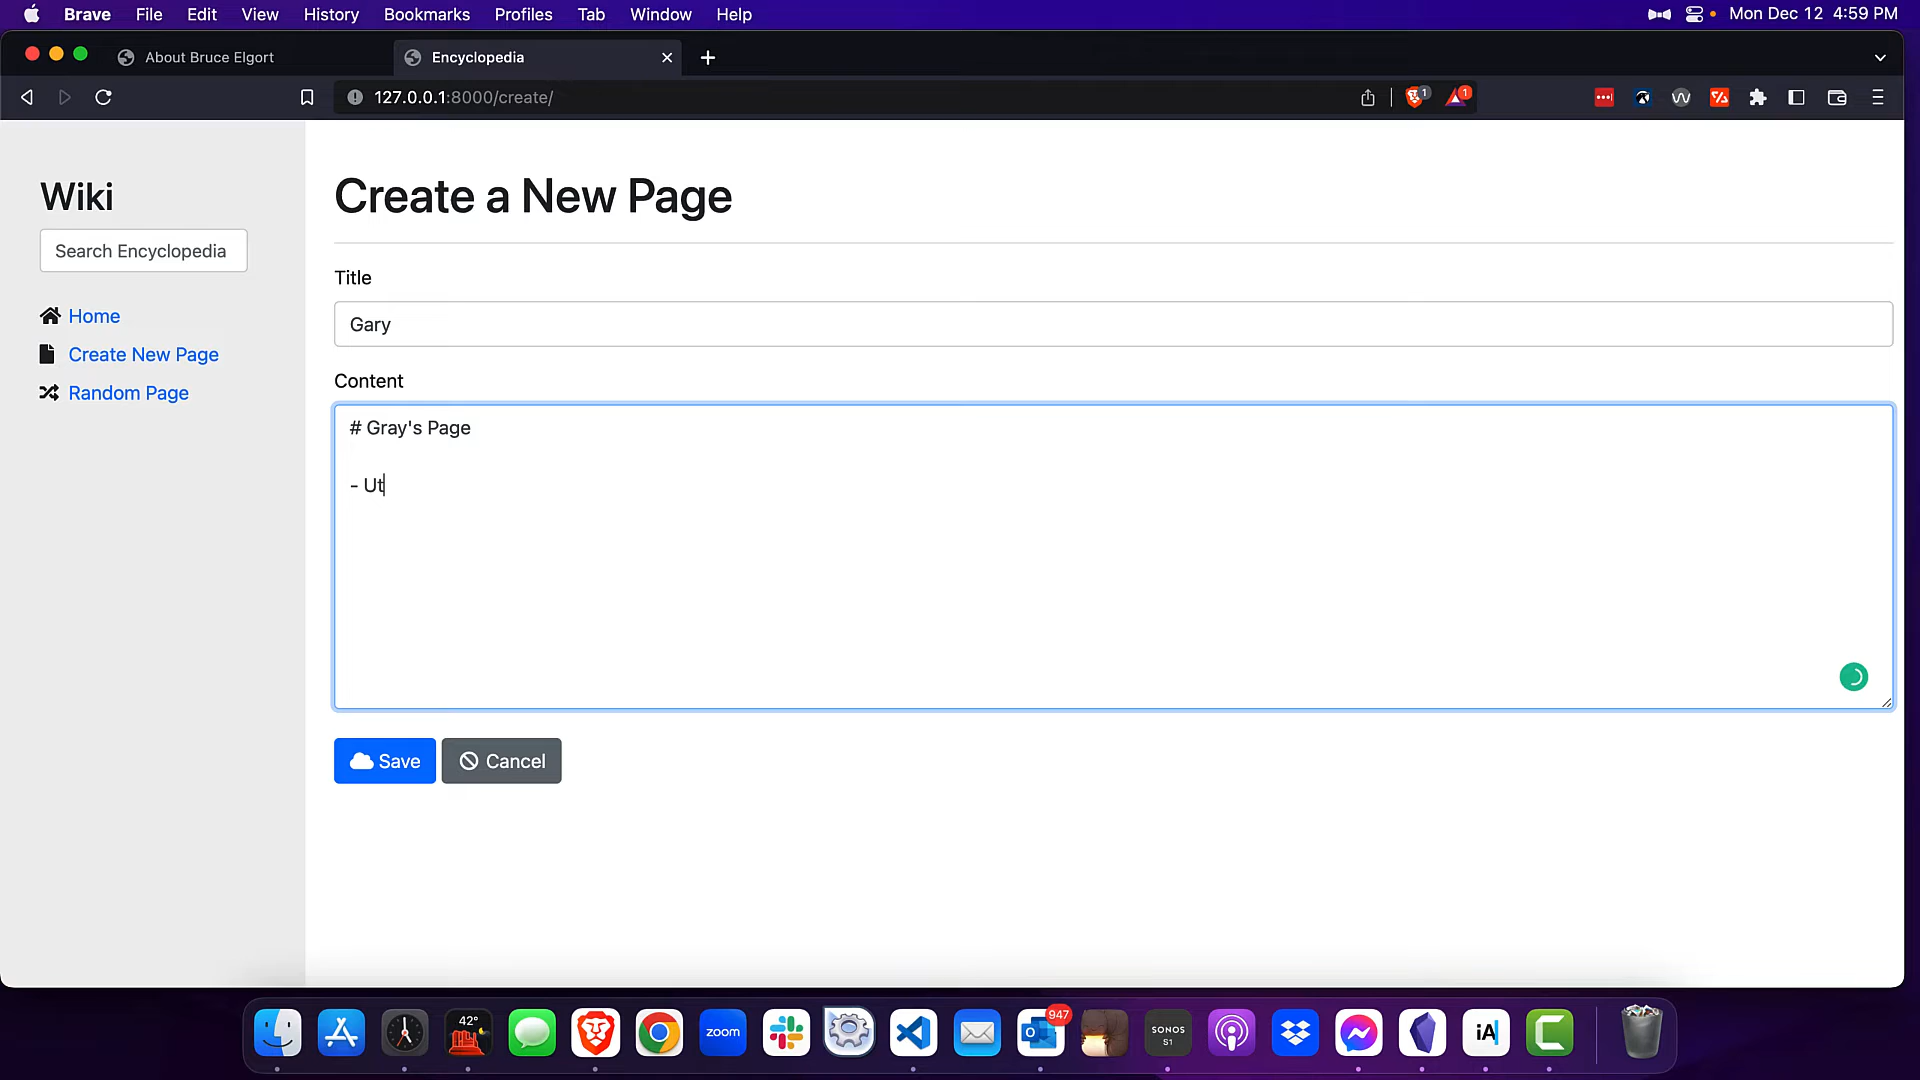 Brave File Edit View History Bookmarks Profiles Tab Window Help Mon Dec 12 4:59 PM
About Bruce Elgort Encyclopedia
127.0.0.1:8000/create/ 1 1
Wiki
Search Encyclopedia
Home
Create New Page
Random Page
Create a New Page
Title
Gary
Content
# Gray's Page
- Ut
Save Cancel
42° zoom 947 SONOS S1 iA